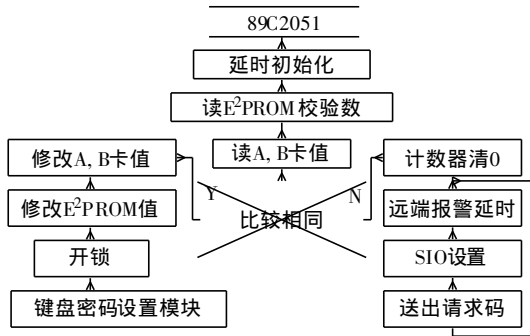 89C2051
延时初始化
读E²PROM校验数
读A, B卡值
修改A, B卡值
计数器清0
Y
N
修改E²PROM值
比较相同
远端报警延时
开锁
SIO设置
键盘密码设置模块
送出请求码